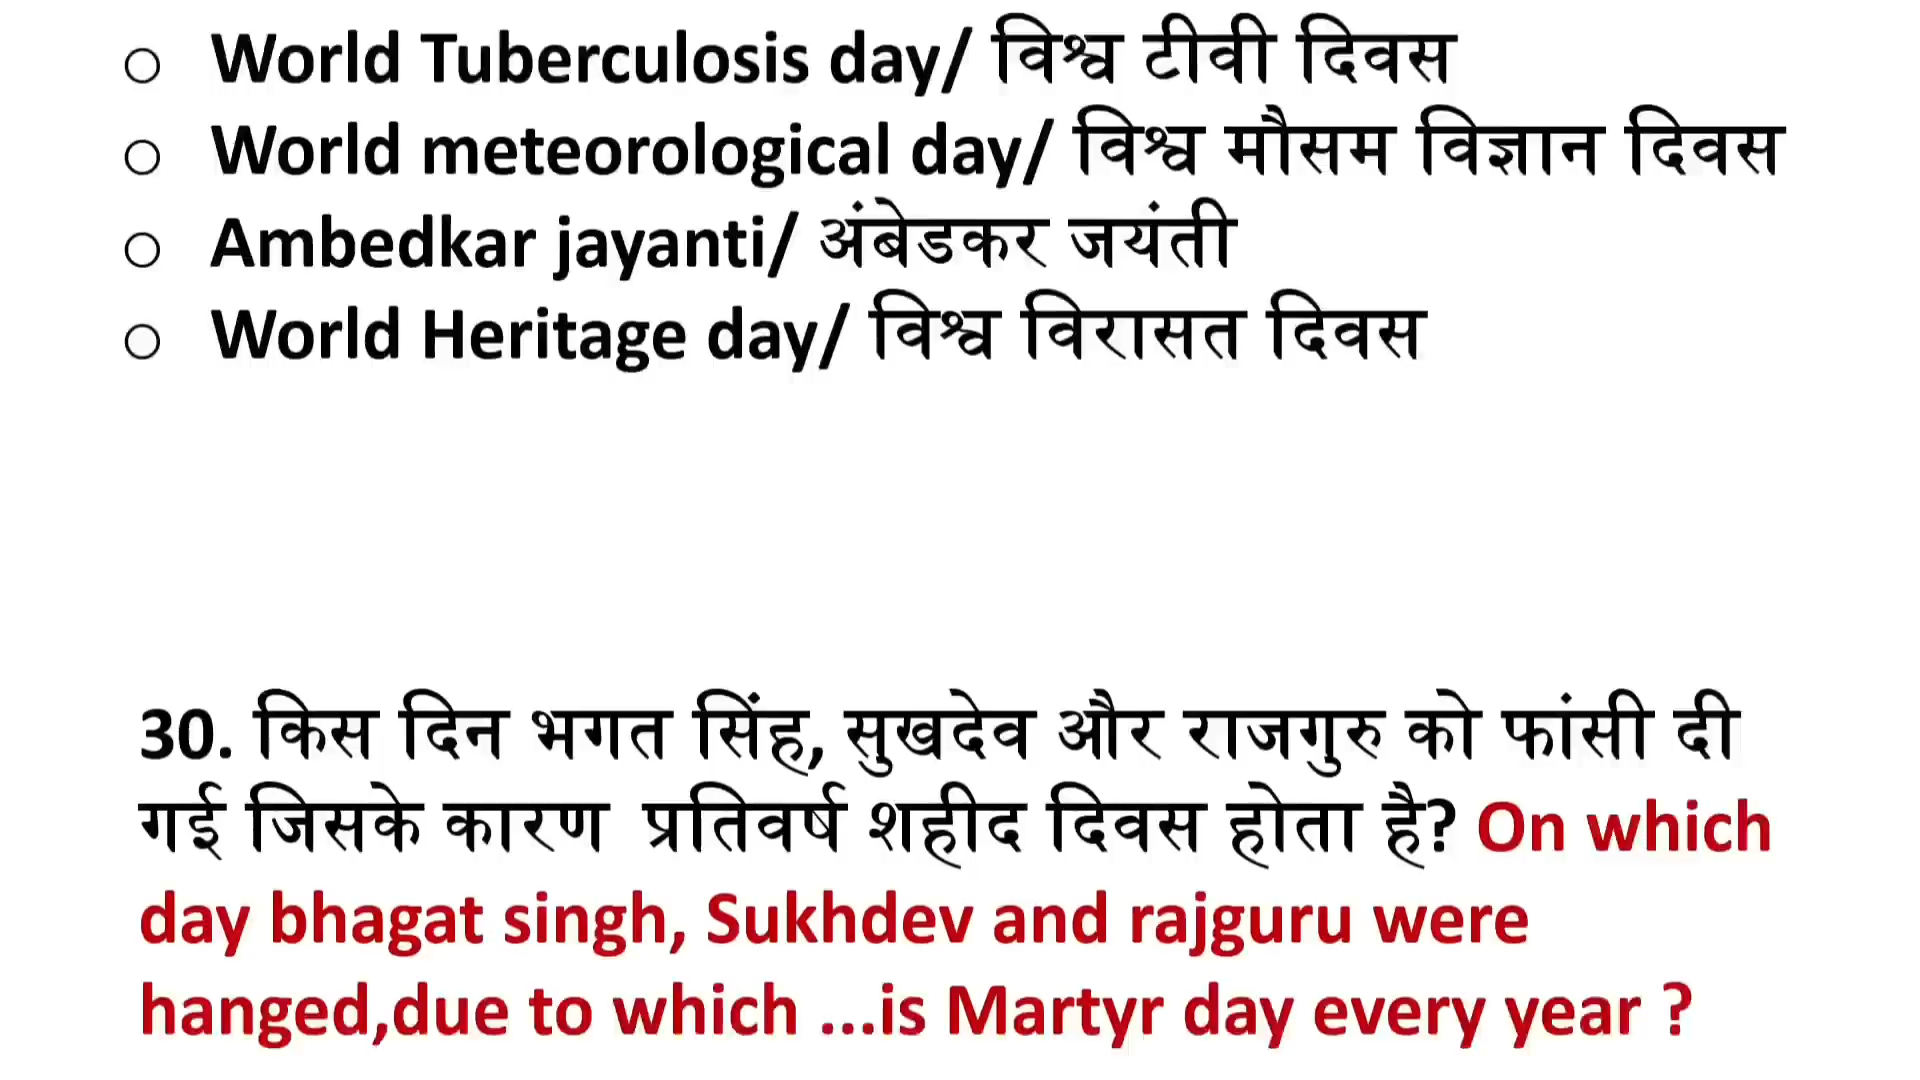 ○ World Tuberculosis day/ विश्व टीवी दिवस
○ World meteorological day/ विश्व मौसम विज्ञान दिवस
○ Ambedkar jayanti/ अंबेडकर जयंती
○ World Heritage day/ विश्व विरासत दिवस
30. किस दिन भगत सिंह, सुखदेव और राजगुरु को फांसी दी
गई जिसके कारण प्रतिवर्ष शहीद दिवस होता है? On which
day bhagat singh, Sukhdev and rajguru were
hanged,due to which ...is Martyr day every year ?